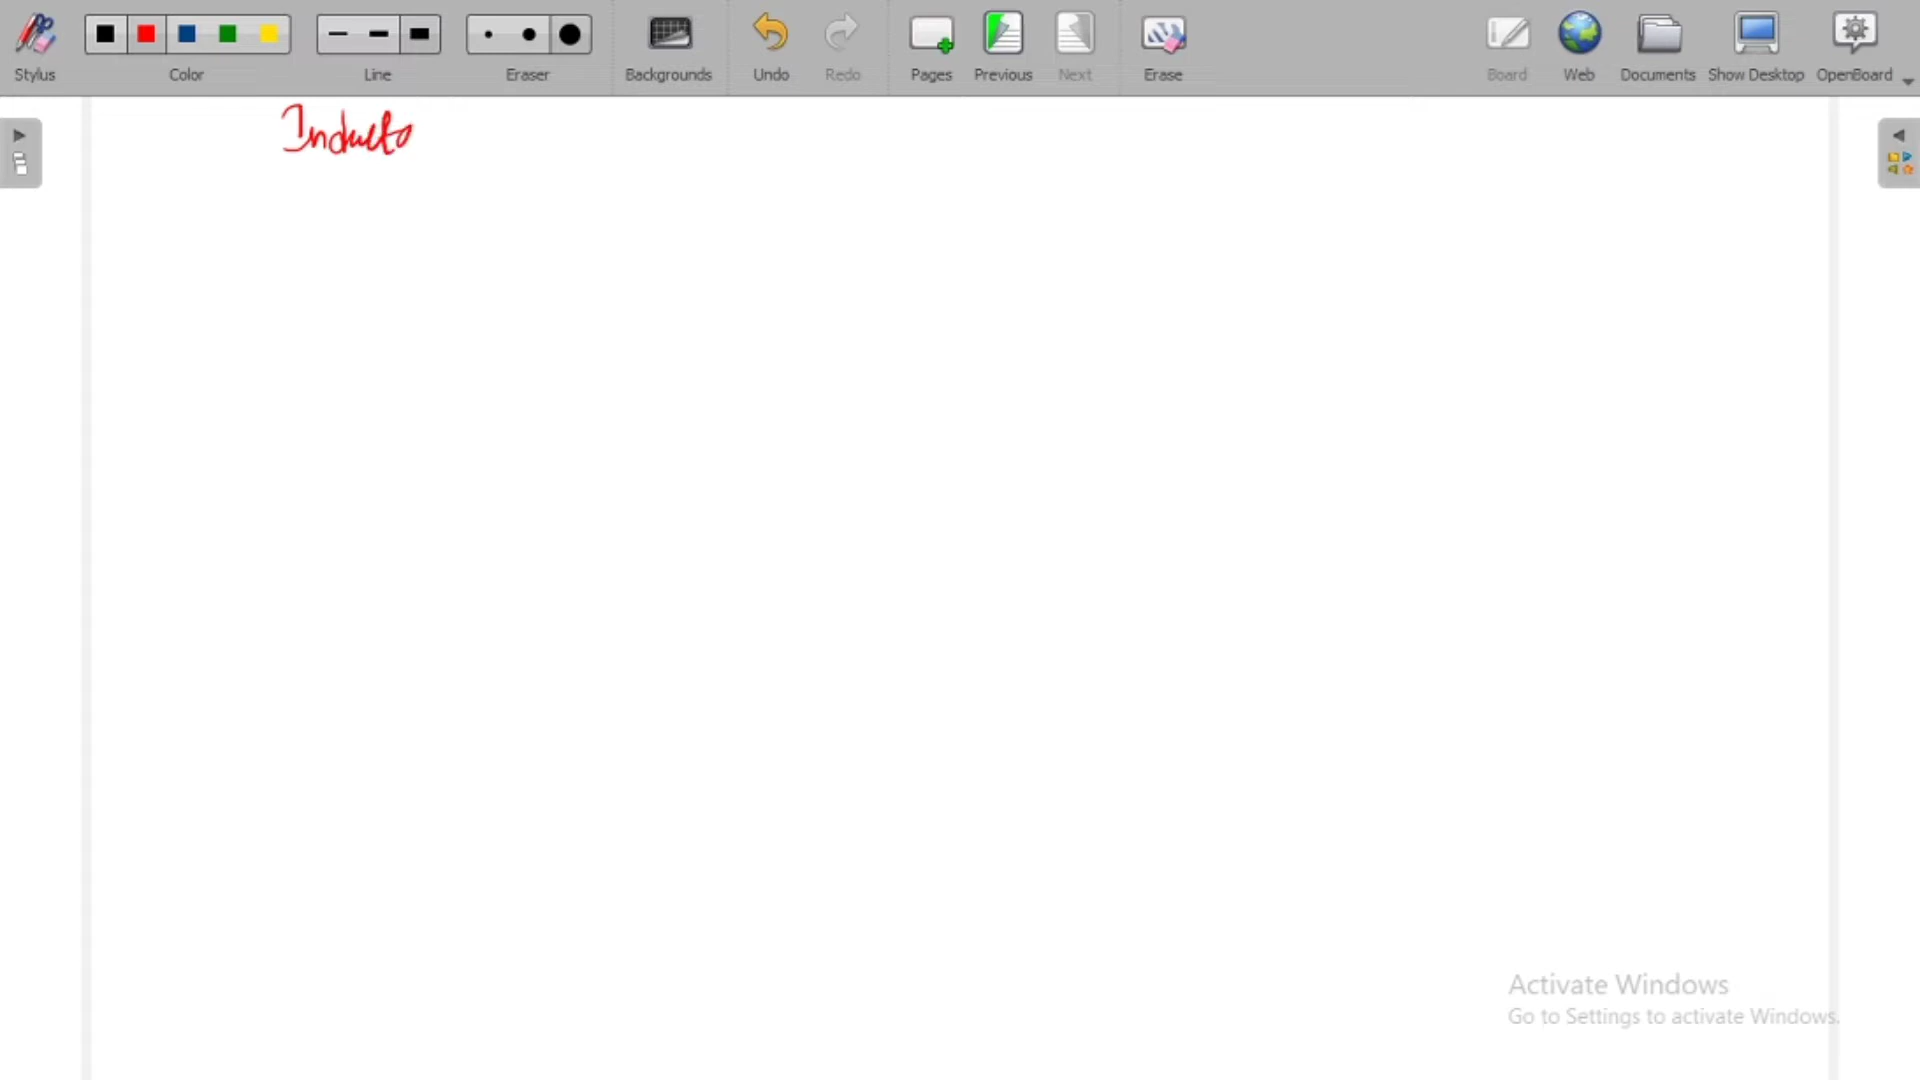 Stylus Color Line Eraser Backgrounds Undo Redo Pages Previous Next Erase Board Web Documents Show Desktop OpenBoard
Inducto
Activate Windows
Go to Settings to activate Windows.